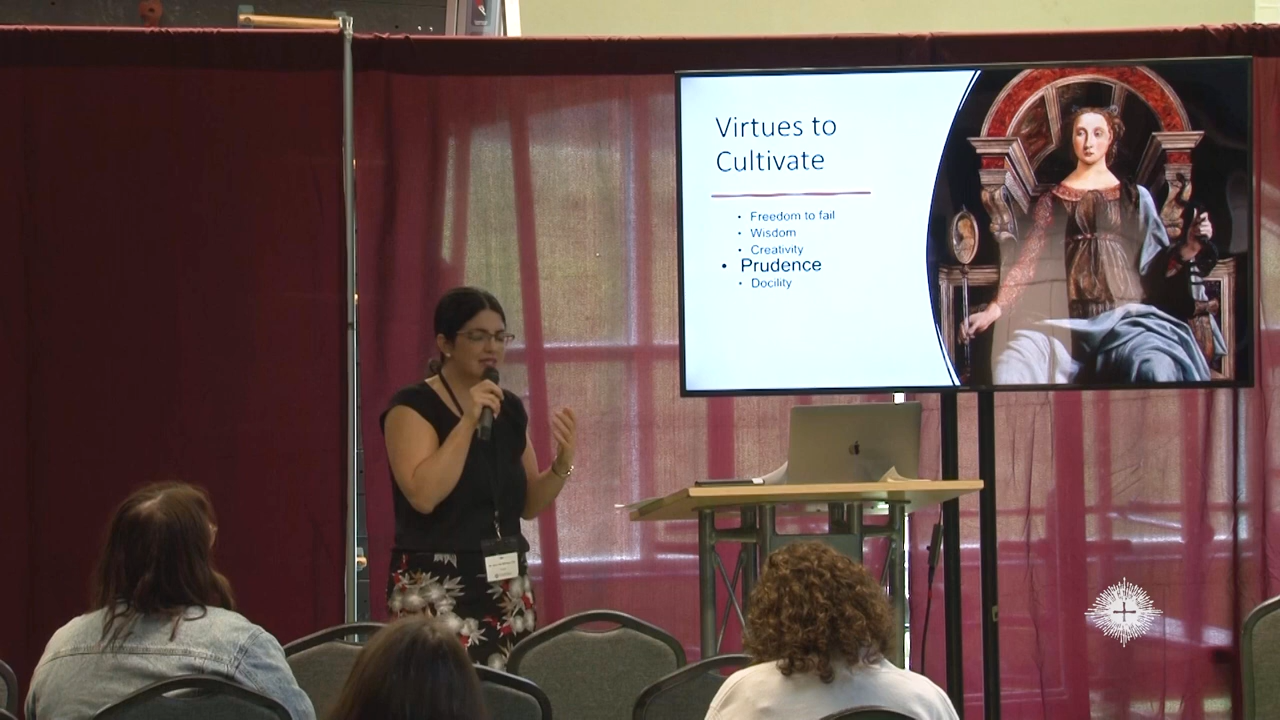 Virtues to
Cultivate
• Freedom to fail
• Wisdom
• Creativity
• Prudence
• Docility